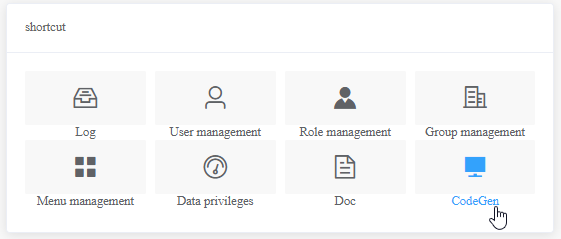 shortcut
Log
User management
Role management
Group management
Menu management
Data privileges
Doc
CodeGen